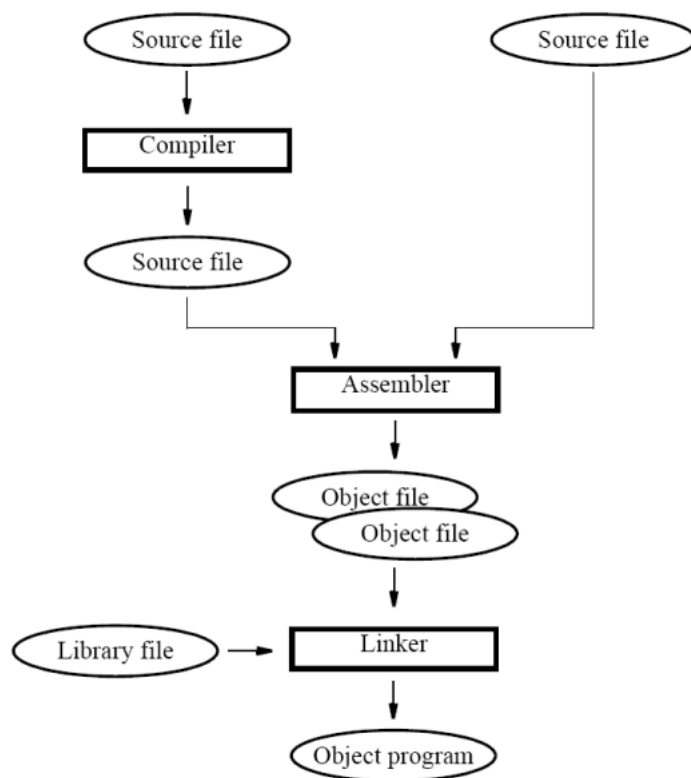 Source file
Source file
Compiler
Source file
Assembler
Object file
Object file
Library file
Linker
Object program